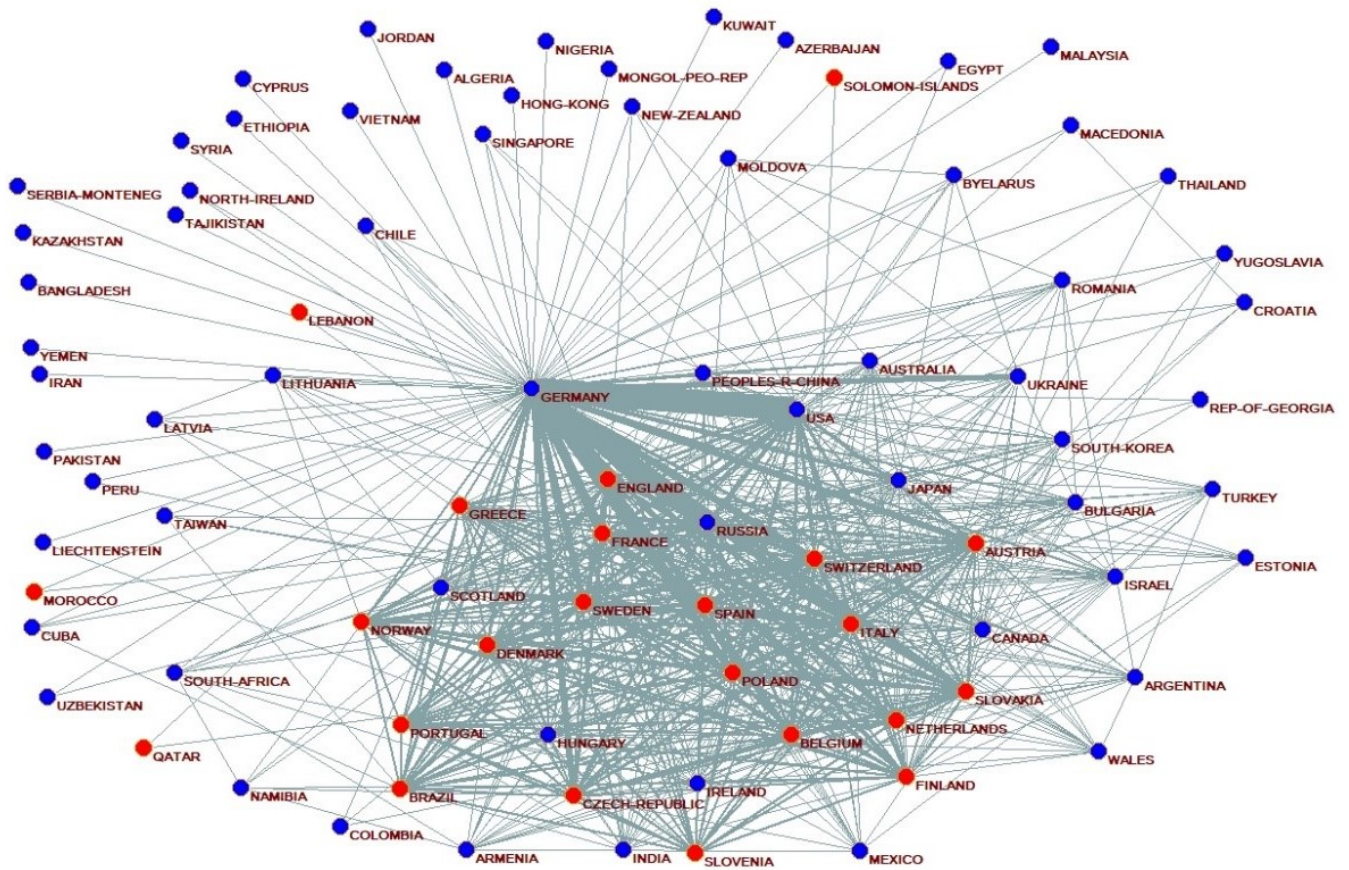 KUWAIT
JORDAN
NIGERIA
AZERBAIJAN
MALAYSIA
EGYPT
ALGERIA
MONGOL-PEO-REP
SOLOMON-ISLANDS
CYPRUS
HONG-KONG
NEW-ZEALAND
VIETNAM
ETHIOPIA
MACEDONIA
SINGAPORE
SYRIA
MOLDOVA
BYELARUS
THAILAND
SERBIA-MONTENEG
NORTH-IRELAND
TAJIKISTAN
CHILE
KAZAKHSTAN
YUGOSLAVIA
ROMANIA
BANGLADESH
CROATIA
LEBANON
YEMEN
AUSTRALIA
IRAN
LITHUANIA
PEOPLES-R-CHINA
UKRAINE
GERMANY
REP-OF-GEORGIA
USA
LATVIA
SOUTH-KOREA
PAKISTAN
PERU
ENGLAND
JAPAN
TURKEY
GREECE
BULGARIA
TAIWAN
RUSSIA
FRANCE
LIECHTENSTEIN
AUSTRIA
SWITZERLAND
ESTONIA
ISRAEL
SCOTLAND
MOROCCO
SWEDEN
SPAIN
NORWAY
ITALY
CUBA
CANADA
DENMARK
SOUTH-AFRICA
POLAND
ARGENTINA
SLOVAKIA
UZBEKISTAN
NETHERLANDS
PORTUGAL
HUNGARY
BELGIUM
QATAR
WALES
FINLAND
IRELAND
NAMIBIA
BRAZIL
CZECH-REPUBLIC
COLOMBIA
ARMENIA
INDIA
SLOVENIA
MEXICO